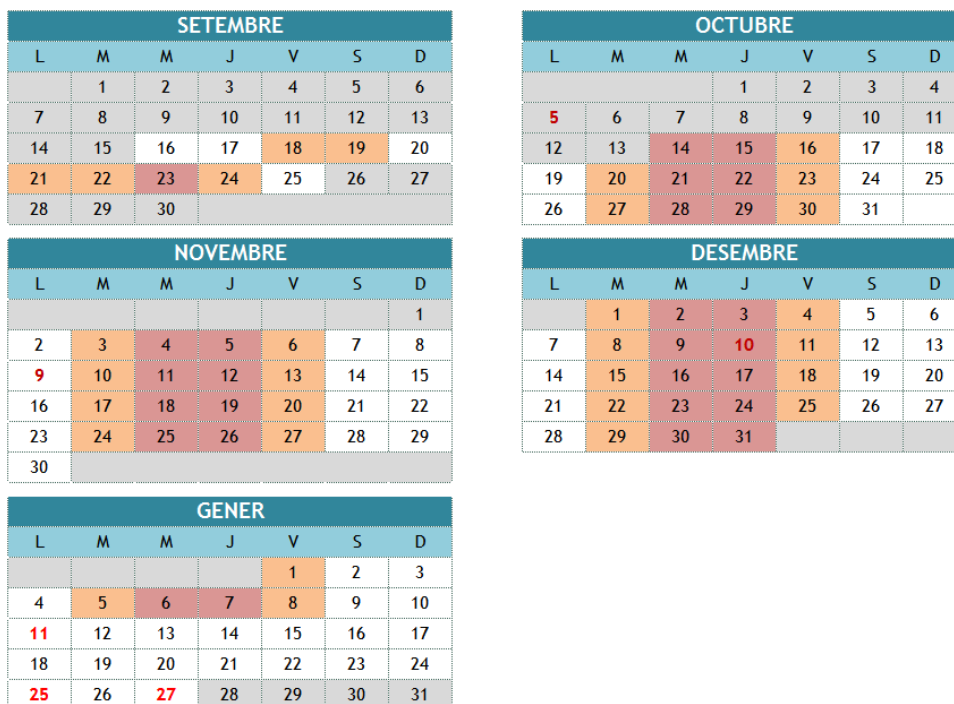 SETEMBRE
L M M J V S D
1 2 3 4 5 6
7 8 9 10 11 12 13
14 15 16 17 18 19 20
21 22 23 24 25 26 27
28 29 30
OCTUBRE
L M M J V S D
1 2 3 4
5 6 7 8 9 10 11
12 13 14 15 16 17 18
19 20 21 22 23 24 25
26 27 28 29 30 31
NOVEMBRE
L M M J V S D
1
2 3 4 5 6 7 8
9 10 11 12 13 14 15
16 17 18 19 20 21 22
23 24 25 26 27 28 29
30
DESEMBRE
L M M J V S D
1 2 3 4 5 6
7 8 9 10 11 12 13
14 15 16 17 18 19 20
21 22 23 24 25 26 27
28 29 30 31
GENER
L M M J V S D
1 2 3
4 5 6 7 8 9 10
11 12 13 14 15 16 17
18 19 20 21 22 23 24
25 26 27 28 29 30 31